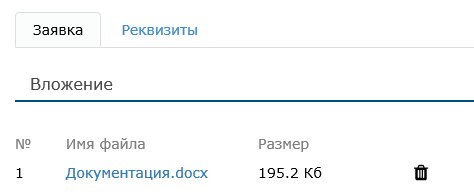 Заявка Реквизиты
Вложение
№ Имя файла Размер
1 Документация.docx 195.2 Кб